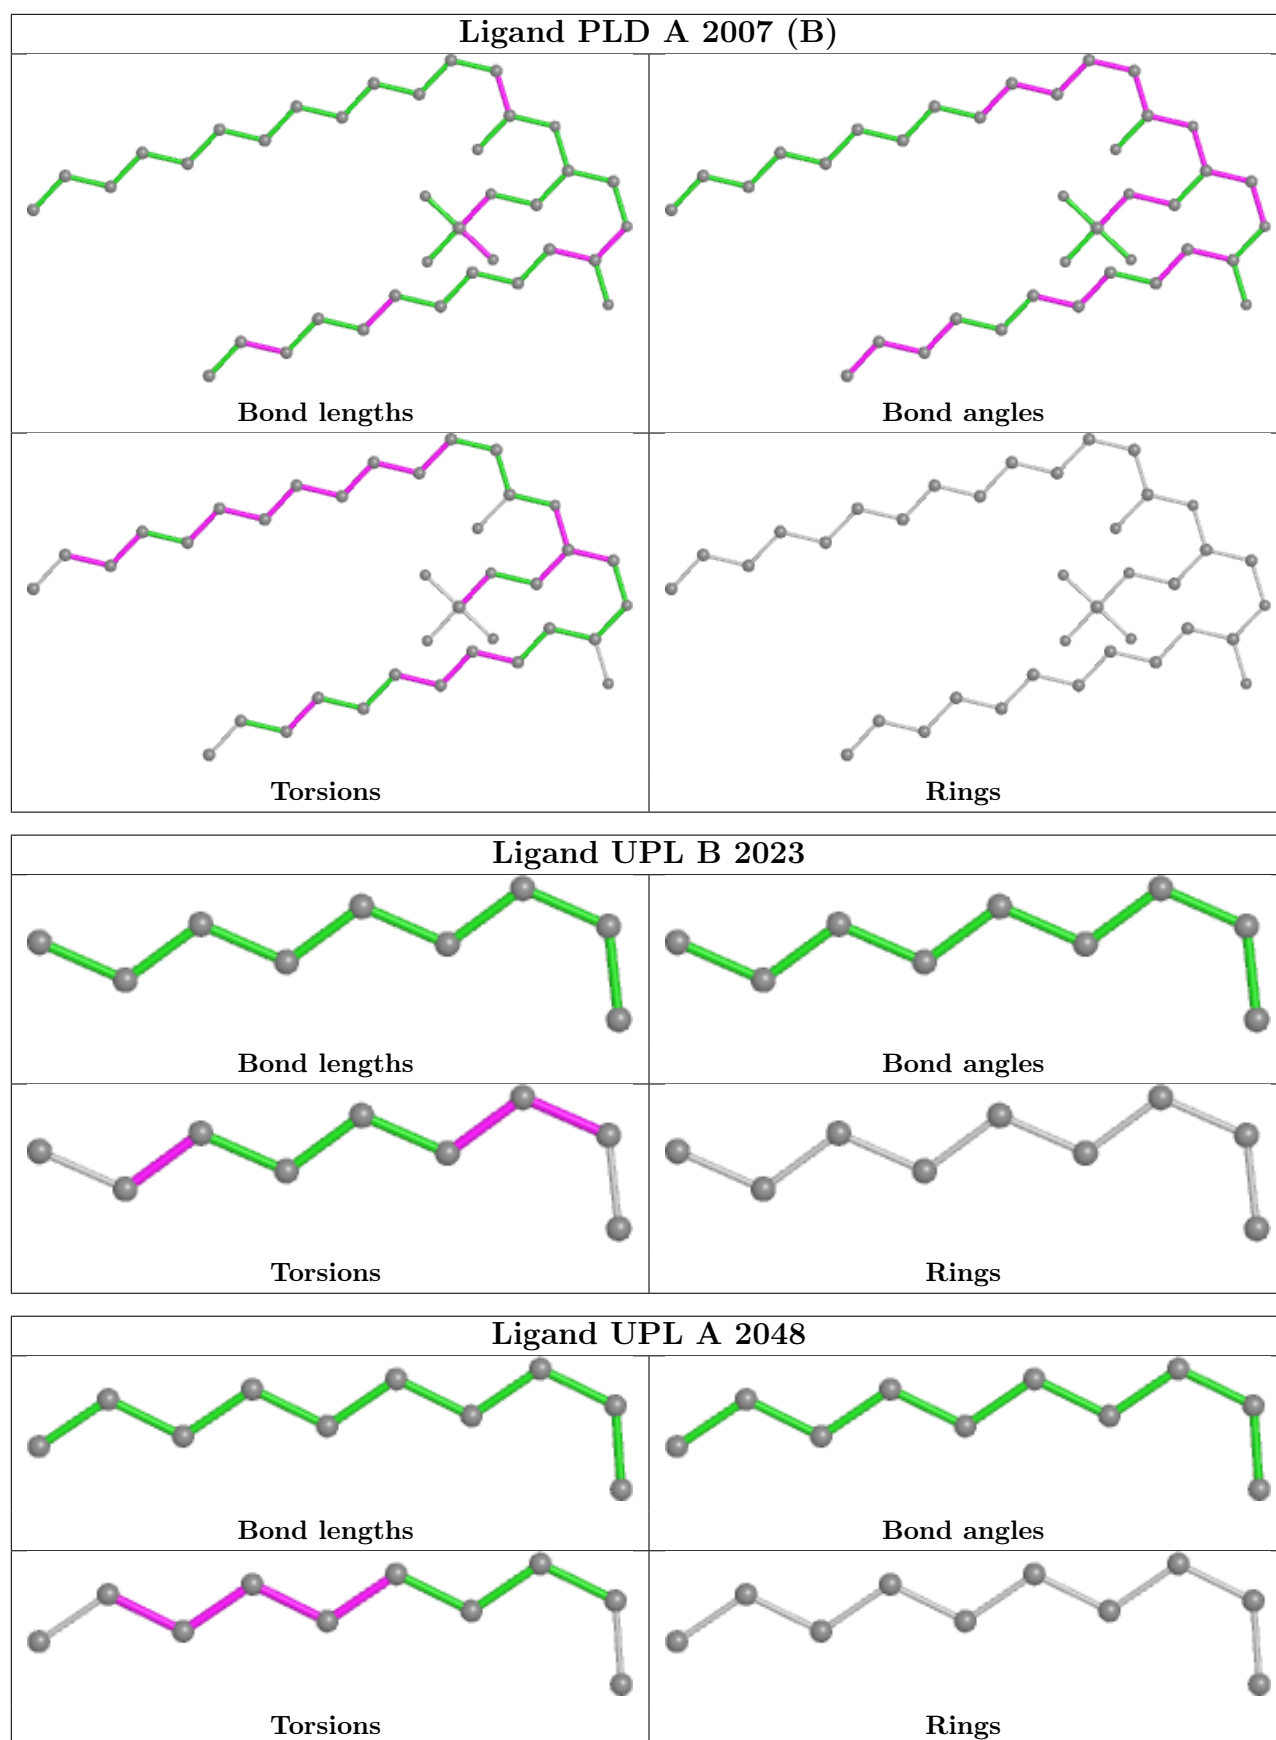 Ligand PLD A 2007 (B)
Bond lengths
Bond angles
Torsions
Rings
Ligand UPL B 2023
Bond lengths
Bond angles
Torsions
Rings
Ligand UPL A 2048
Bond lengths
Bond angles
Torsions
Rings